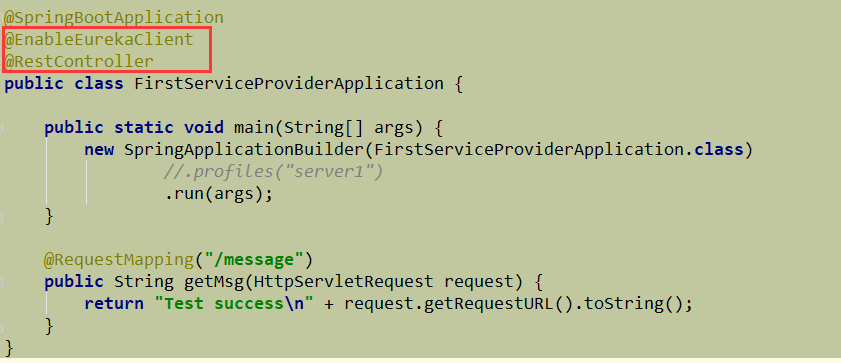 @SpringBootApplication
@EnableEurekaClient
@RestController
public class FirstServiceProviderApplication {
public static void main(String[] args) {
new SpringApplicationBuilder(FirstServiceProviderApplication.class)
//.profiles("server1")
.run(args);
}
@RequestMapping("/message")
public String getMsg(HttpServletRequest request) {
return "Test success\n" + request.getRequestURL().toString();
}
}